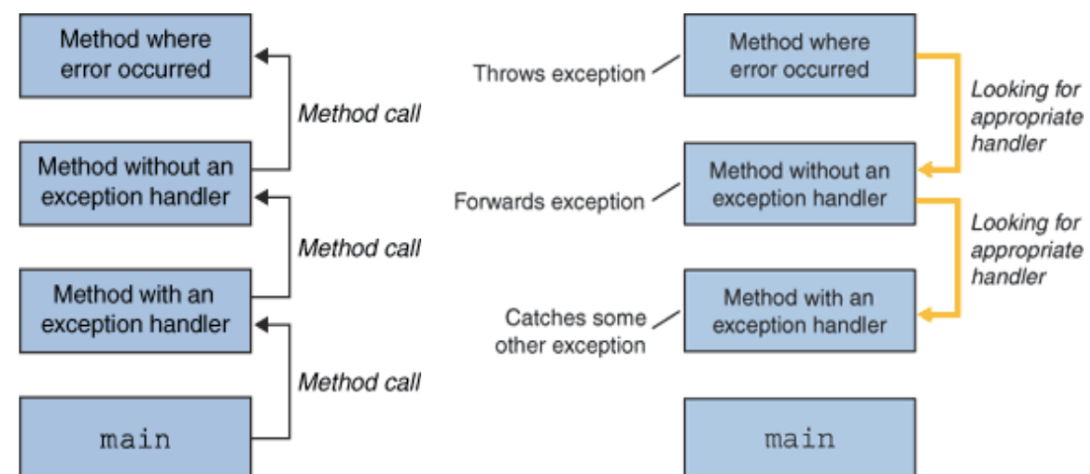 Method where
error occurred
Method call
Method without an
exception handler
Method call
Method with an
exception handler
Method call
main
Throws exception
Method where
error occurred
Looking for
appropriate
handler
Forwards exception
Method without an
exception handler
Looking for
appropriate
handler
Catches some
other exception
Method with an
exception handler
main